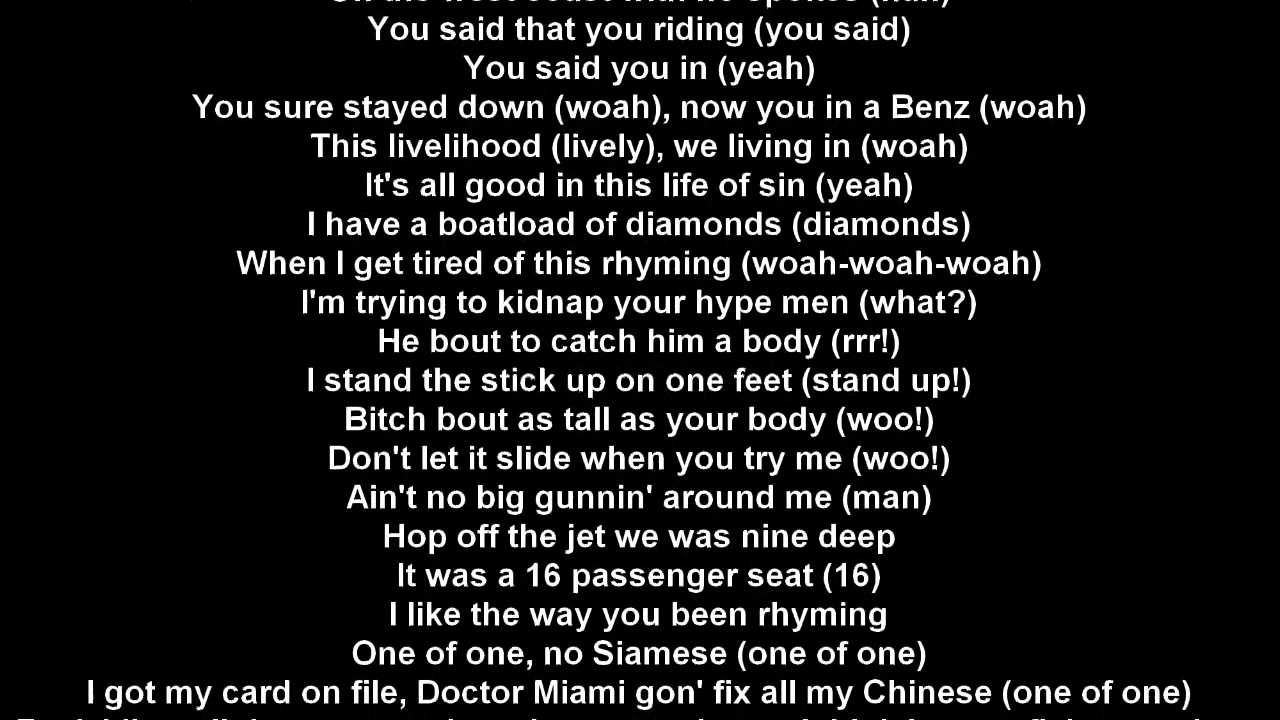 You said that you riding (you said)
You said you in (yeah)
You sure stayed down (woah), now you in a Benz (woah)
This livelihood (lively), we living in (woah)
It's all good in this life of sin (yeah)
I have a boatload of diamonds (diamonds)
When I get tired of this rhyming (woah-woah-woah)
I'm trying to kidnap your hype men (what?)
He bout to catch him a body (rrr!)
I stand the stick up on one feet (stand up!)
Bitch bout as tall as your body (woo!)
Don't let it slide when you try me (woo!)
Ain't no big gunnin' around me (man)
Hop off the jet we was nine deep
It was a 16 passenger seat (16)
I like the way you been rhyming
One of one, no Siamese (one of one)
I got my card on file, Doctor Miami gon' fix all my Chinese (one of one)